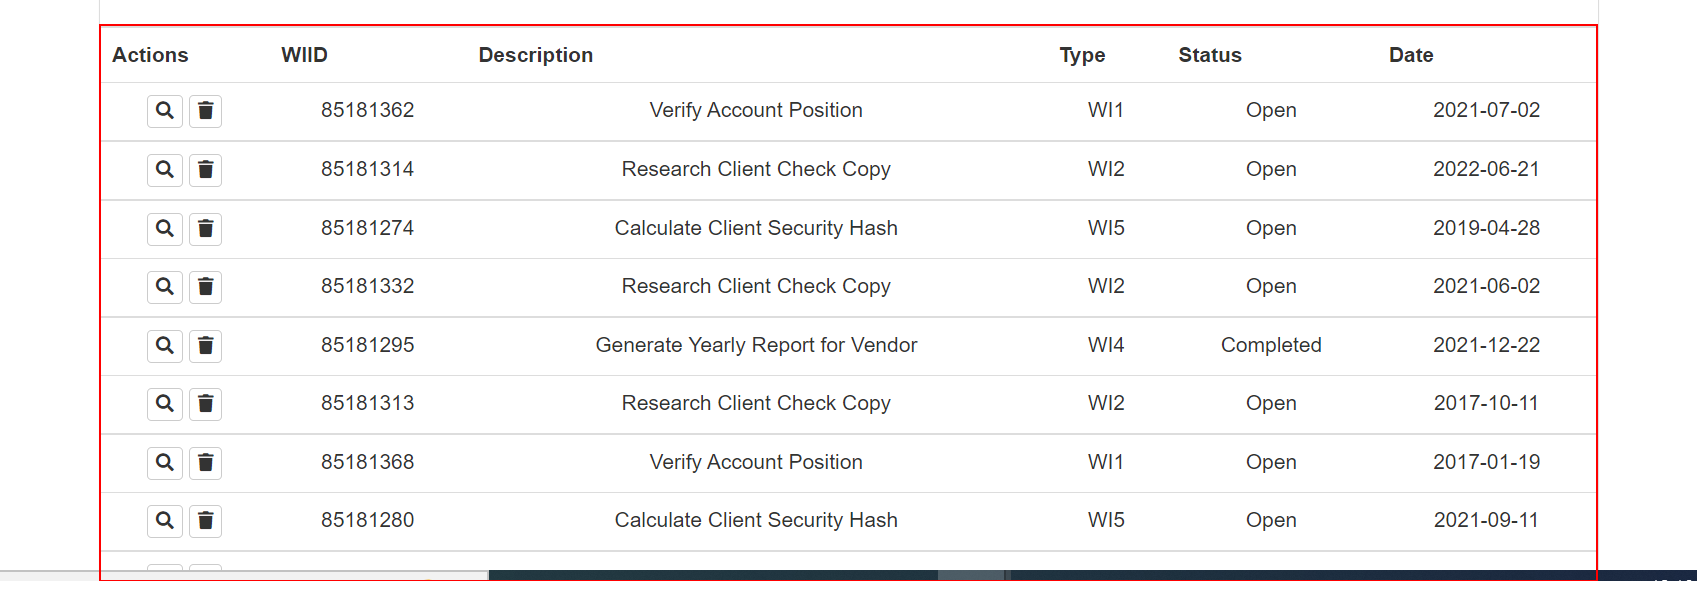 Actions WIID Description Type Status Date
85181362 Verify Account Position WI1 Open 2021-07-02
85181314 Research Client Check Copy WI2 Open 2022-06-21
85181274 Calculate Client Security Hash WI5 Open 2019-04-28
85181332 Research Client Check Copy WI2 Open 2021-06-02
85181295 Generate Yearly Report for Vendor WI4 Completed 2021-12-22
85181313 Research Client Check Copy WI2 Open 2017-10-11
85181368 Verify Account Position WI1 Open 2017-01-19
85181280 Calculate Client Security Hash WI5 Open 2021-09-11